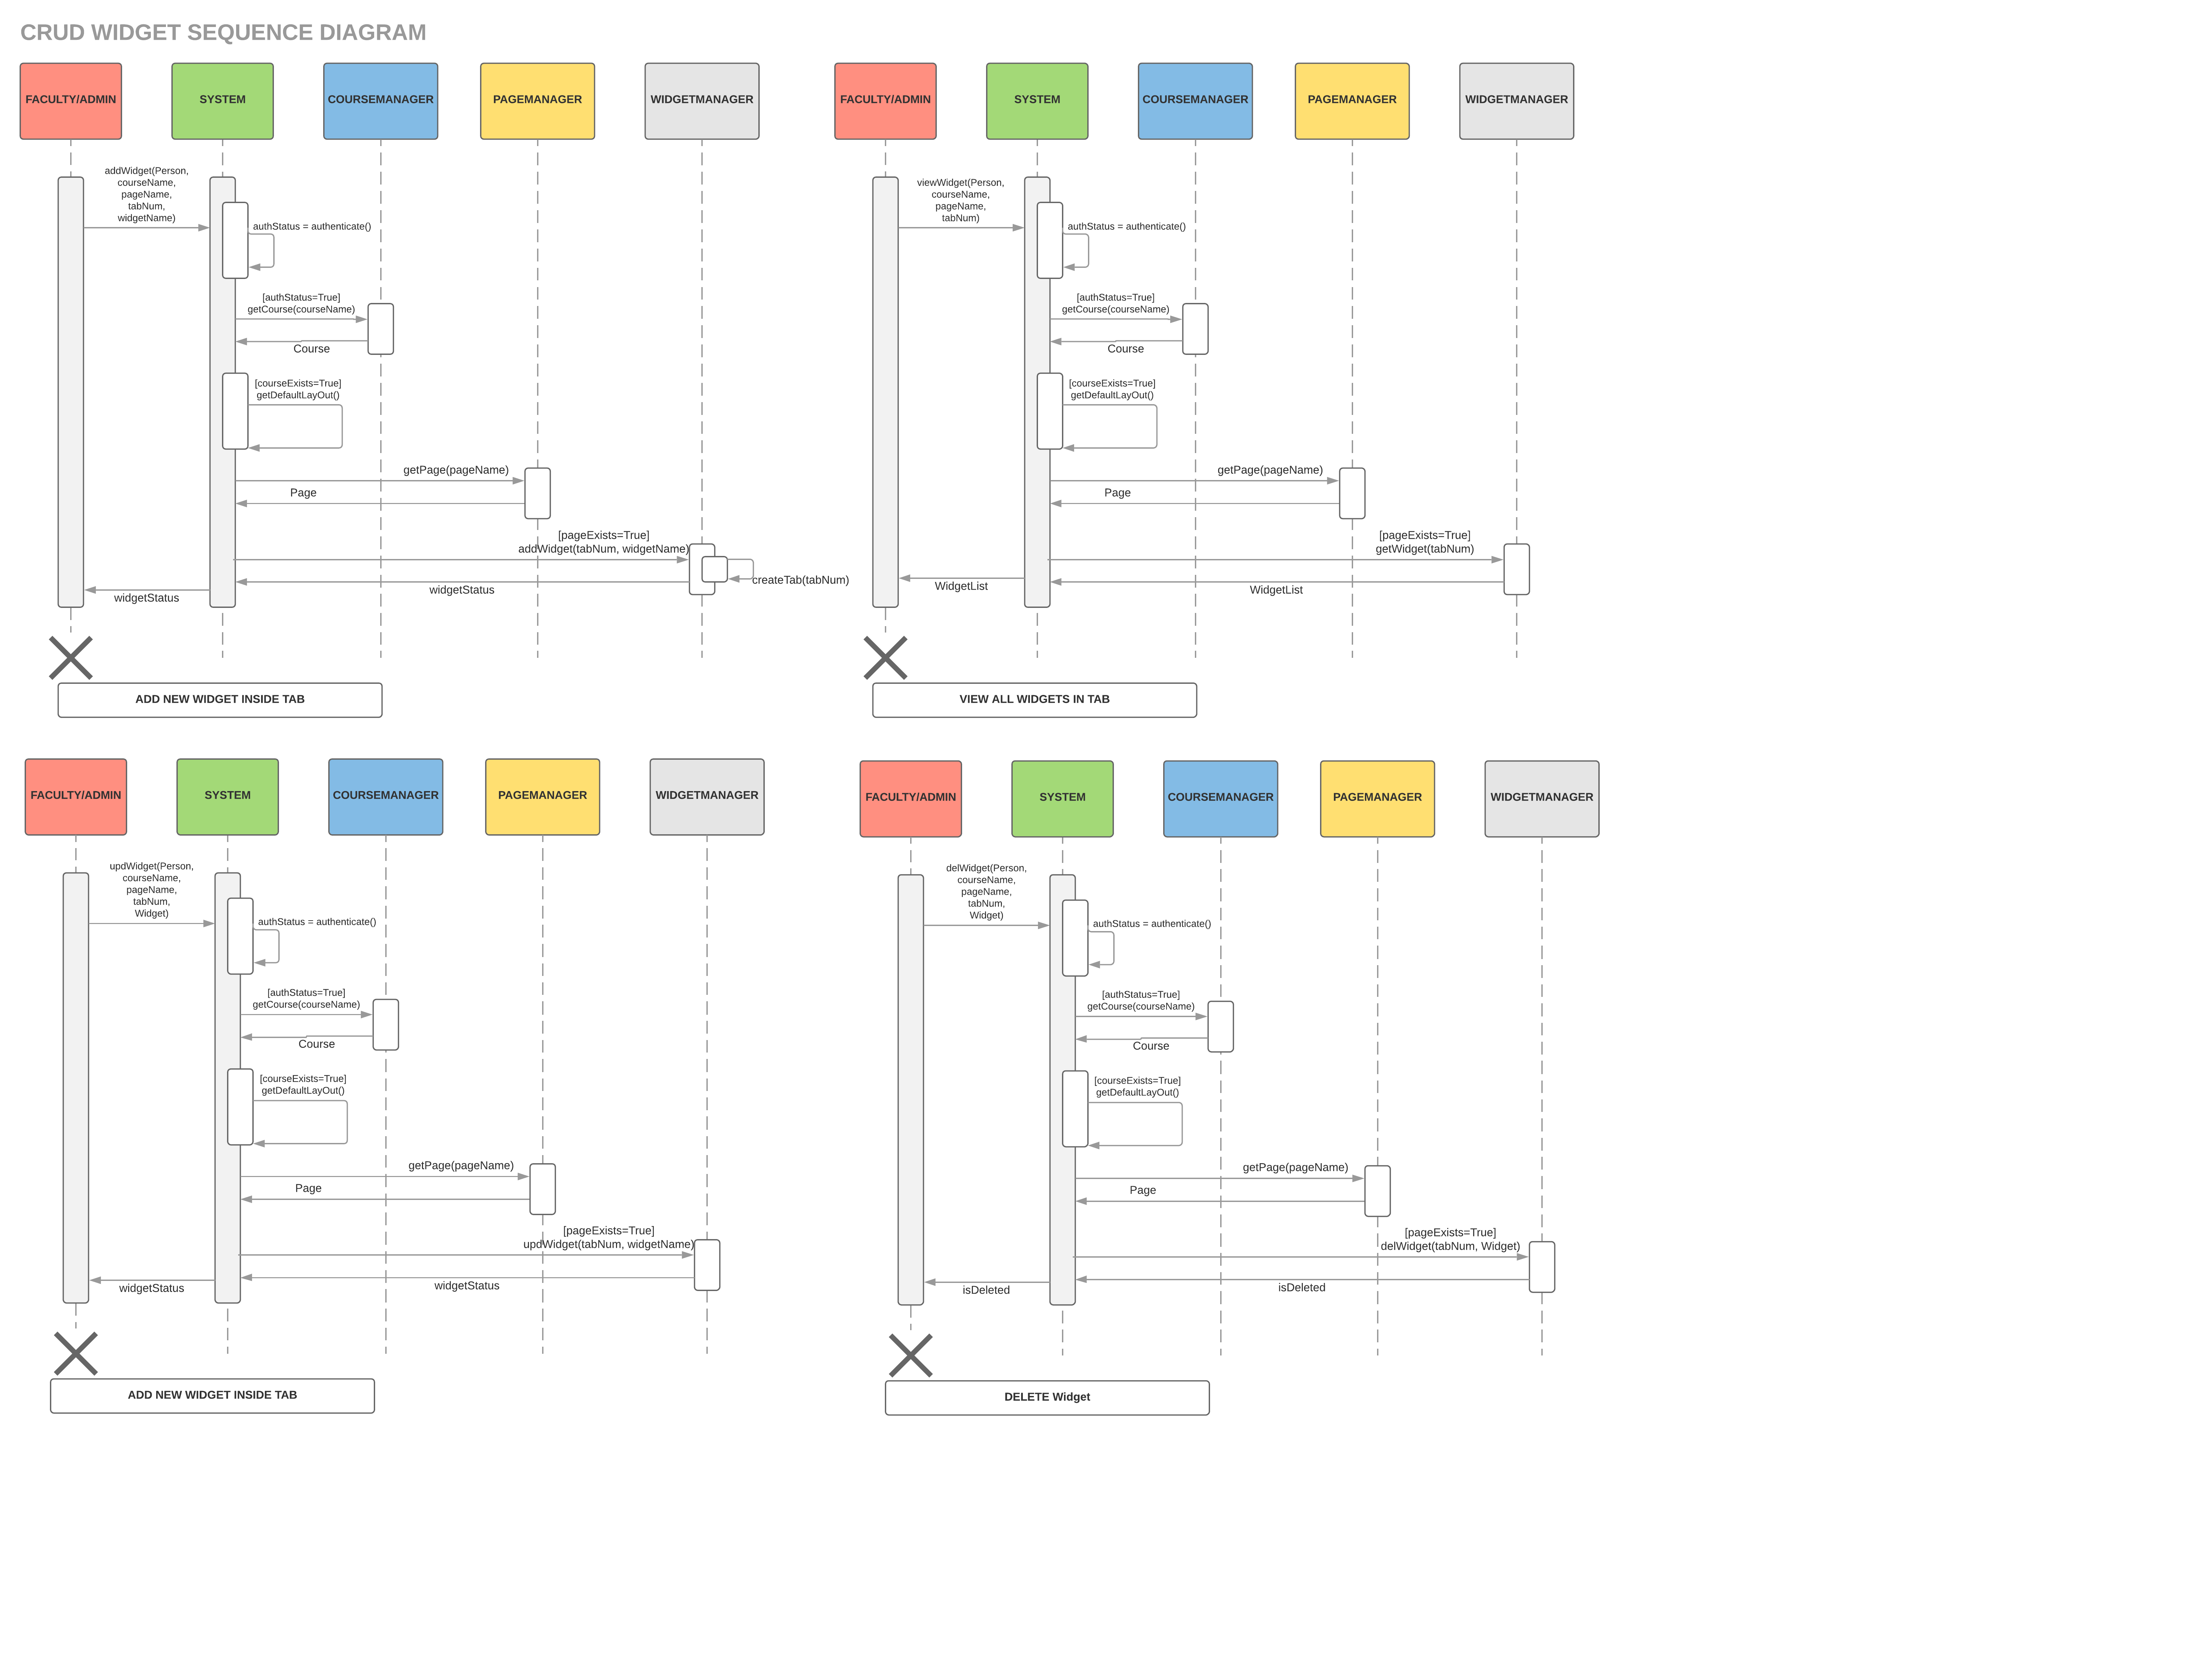 CRUD WIDGET SEQUENCE DIAGRAM
FACULTY/ADMIN
SYSTEM
COURSEMANAGER
PAGEMANAGER
WIDGETMANAGER
addWidget(Person,
courseName,
pageName,
tabNum,
widgetName)
authStatus = authenticate()
[authStatus=True]
getCourse(courseName)
Course
[courseExists=True]
getDefaultLayOut()
getPage(pageName)
Page
[pageExists=True]
addWidget(tabNum, widgetName)
createTab(tabNum)
widgetStatus
widgetStatus
ADD NEW WIDGET INSIDE TAB
FACULTY/ADMIN
SYSTEM
COURSEMANAGER
PAGEMANAGER
WIDGETMANAGER
viewWidget(Person,
courseName,
pageName,
tabNum)
authStatus = authenticate()
[authStatus=True]
getCourse(courseName)
Course
[courseExists=True]
getDefaultLayOut()
getPage(pageName)
Page
[pageExists=True]
getWidget(tabNum)
WidgetList
WidgetList
VIEW ALL WIDGETS IN TAB
FACULTY/ADMIN
SYSTEM
COURSEMANAGER
PAGEMANAGER
WIDGETMANAGER
updWidget(Person,
courseName,
pageName,
tabNum,
Widget)
authStatus = authenticate()
[authStatus=True]
getCourse(courseName)
Course
[courseExists=True]
getDefaultLayOut()
getPage(pageName)
Page
[pageExists=True]
updWidget(tabNum, widgetName)
widgetStatus
widgetStatus
ADD NEW WIDGET INSIDE TAB
FACULTY/ADMIN
SYSTEM
COURSEMANAGER
PAGEMANAGER
WIDGETMANAGER
delWidget(Person,
courseName,
pageName,
tabNum,
Widget)
authStatus = authenticate()
[authStatus=True]
getCourse(courseName)
Course
[courseExists=True]
getDefaultLayOut()
getPage(pageName)
Page
[pageExists=True]
delWidget(tabNum, Widget)
isDeleted
isDeleted
DELETE Widget